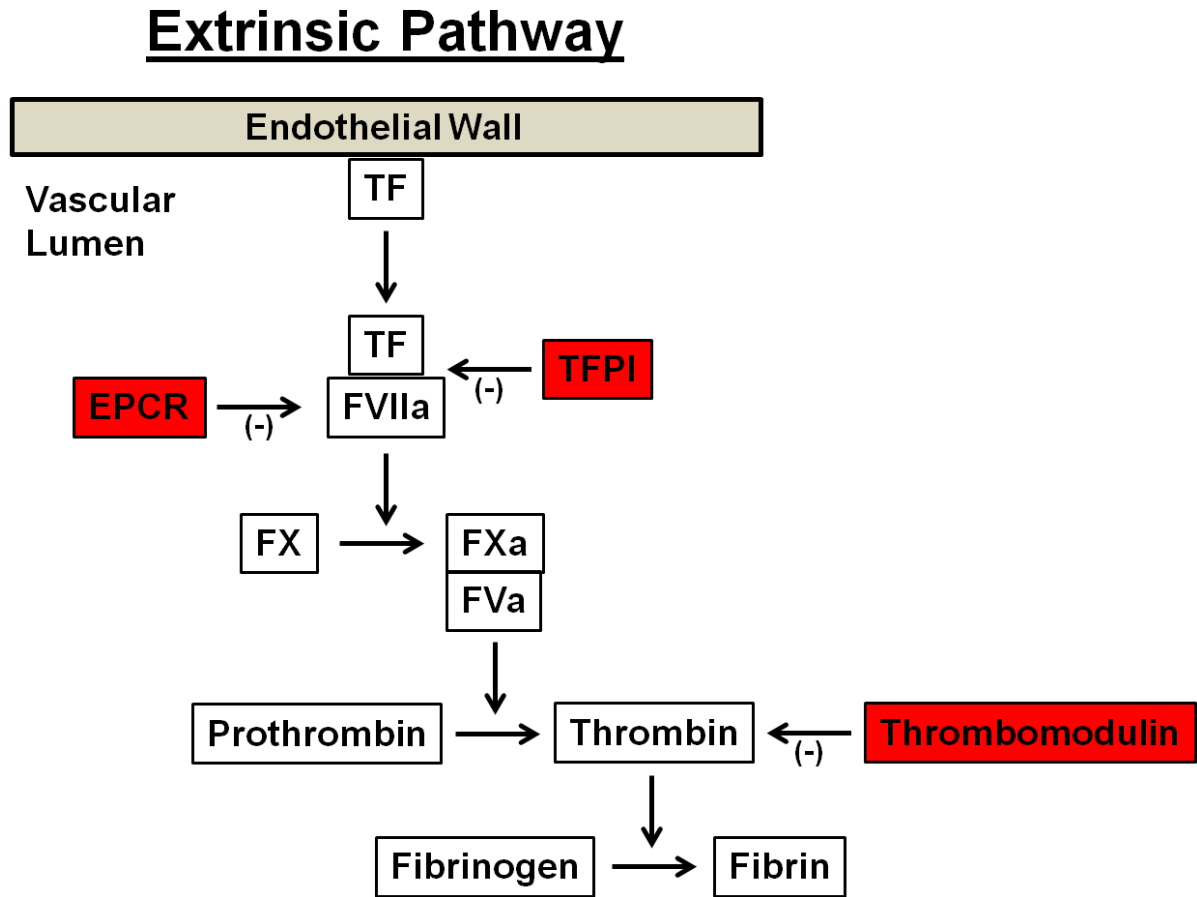 Extrinsic Pathway
Endothelial Wall
TF
Vascular
Lumen
TF
TFPI
(-)
EPCR
(-)
FVIIa
FX
FXa
FVa
Prothrombin
Thrombin
(-)
Thrombomodulin
Fibrinogen
Fibrin